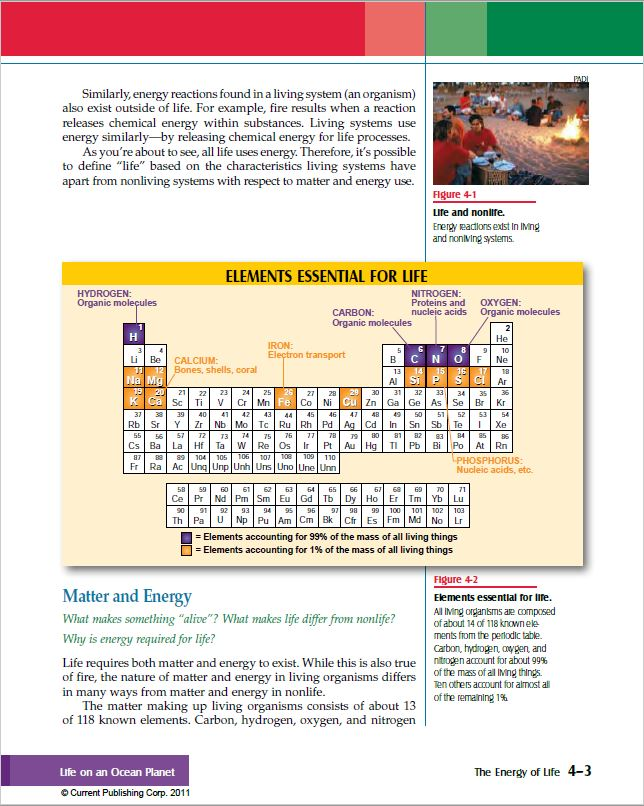 Similarly, energy reactions found in a living system (an organism)
also exist outside of life. For example, fire results when a reaction
releases chemical energy within substances. Living systems use
energy similarly—by releasing chemical energy for life processes.
As you're about to see, all life uses energy. Therefore, it's possible
to define "life" based on the characteristics living systems have
apart from nonliving systems with respect to matter and energy use.
PADI
Figure 4-1
Life and nonlife.
Energy reactions exist in living
and nonliving systems.
ELEMENTS ESSENTIAL FOR LIFE
HYDROGEN:
Organic molecules
CARBON:
Organic molecules
NITROGEN:
Proteins and
nucleic acids
OXYGEN:
Organic molecules
CALCIUM:
Bones, shells, coral
IRON:
Electron transport
1 2
H He
3 4 5 6 7 8 9 10
Li Be B C N O F Ne
11 12 13 14 15 16 17 18
Na Mg Al Si P S Cl Ar
19 20 21 22 23 24 25 26 27 28 29 30 31 32 33 34 35 36
K Ca Sc Ti V Cr Mn Fe Co Ni Cu Zn Ga Ge As Se Br Kr
37 38 39 40 41 42 43 44 45 46 47 48 49 50 51 52 53 54
Rb Sr Y Zr Nb Mo Tc Ru Rh Pd Ag Cd In Sn Sb Te I Xe
55 56 57 72 73 74 75 76 77 78 79 80 81 82 83 84 85 86
Cs Ba La Hf Ta W Re Os Ir Pt Au Hg Tl Pb Bi Po At Rn
87 88 89 104 105 106 107 108 109 110
Fr Ra Ac Unq Unp Unh Uns Uno Une Unn
PHOSPHORUS:
Nucleic acids, etc.
58 59 60 61 62 63 64 65 66 67 68 69 70 71
Ce Pr Nd Pm Sm Eu Gd Tb Dy Ho Er Tm Yb Lu
90 91 92 93 94 95 96 97 98 99 100 101 102 103
Th Pa U Np Pu Am Cm Bk Cfr Es Fm Md No Lr
= Elements accounting for 99% of the mass of all living things
= Elements accounting for 1% of the mass of all living things
Matter and Energy
What makes something "alive"? What makes life differ from nonlife?
Why is energy required for life?
Life requires both matter and energy to exist. While this is also true
of fire, the nature of matter and energy in living organisms differs
in many ways from matter and energy in nonlife.
The matter making up living organisms consists of about 13
of 118 known elements. Carbon, hydrogen, oxygen, and nitrogen
Figure 4-2
Elements essential for life.
All living organisms are composed
of about 14 of 118 known ele-
ments from the periodic table.
Carbon, hydrogen, oxygen, and
nitrogen account for about 99%
of the mass of all living things.
Ten others account for almost all
of the remaining 1%.
Life on an Ocean Planet
The Energy of Life 4–3
© Current Publishing Corp. 2011